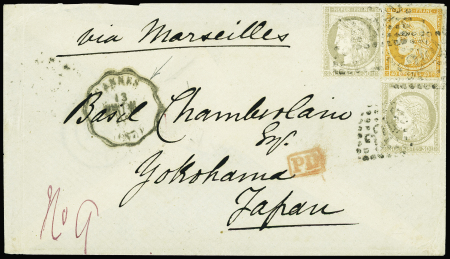 via Marseilles
Basil Chamberlain
Esq.
Yokohama
Japan
PD
No 9